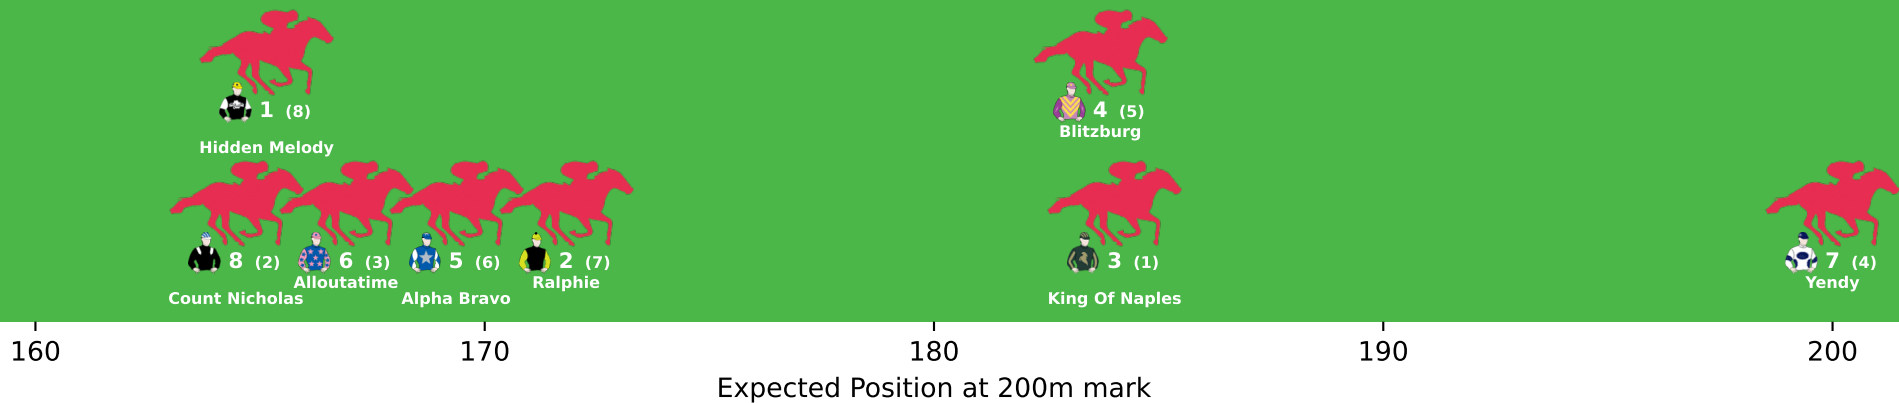 1 (8)
Hidden Melody
4 (5)
Blitzburg
8 (2)
Count Nicholas
6 (3)
Alloutatime
5 (6)
Alpha Bravo
2 (7)
Ralphie
3 (1)
King Of Naples
7 (4)
Yendy
160 170 180 190 200
Expected Position at 200m mark